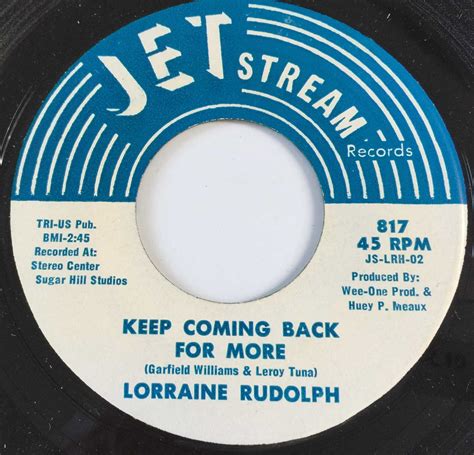 JET STREAM
Records
TRI-US Pub.
BMI-2:45
Recorded At:
Stereo Center
Sugar Hill Studios
817
45 RPM
JS-LRH-02
Produced By:
Wee-One Prod. &
Huey P. Meaux
KEEP COMING BACK
FOR MORE
(Garfield Williams & Leroy Tuna)
LORRAINE RUDOLPH